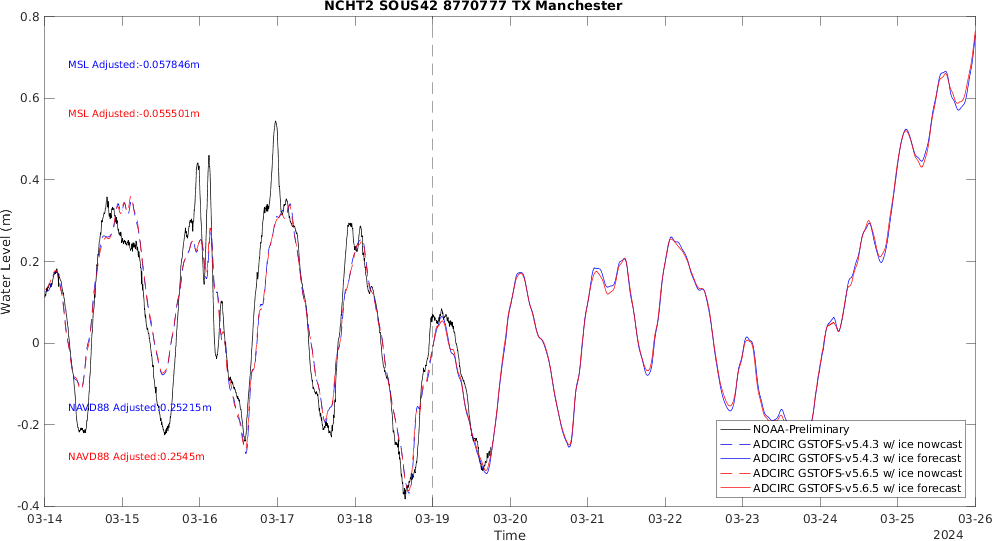 NCHT2 SOUS42 8770777 TX Manchester
0.8
0.6
0.4
0.2
0
-0.2
-0.4
Water Level (m)
MSL Adjusted:-0.057846m
MSL Adjusted:-0.055501m
NAVD88 Adjusted:0.25215m
NAVD88 Adjusted:0.2545m
NOAA-Preliminary
ADCIRC GSTOFS-v5.4.3 w/ ice nowcast
ADCIRC GSTOFS-v5.4.3 w/ ice forecast
ADCIRC GSTOFS-v5.6.5 w/ ice nowcast
ADCIRC GSTOFS-v5.6.5 w/ ice forecast
03-14 03-15 03-16 03-17 03-18 03-19 03-20 03-21 03-22 03-23 03-24 03-25 03-26
Time
2024